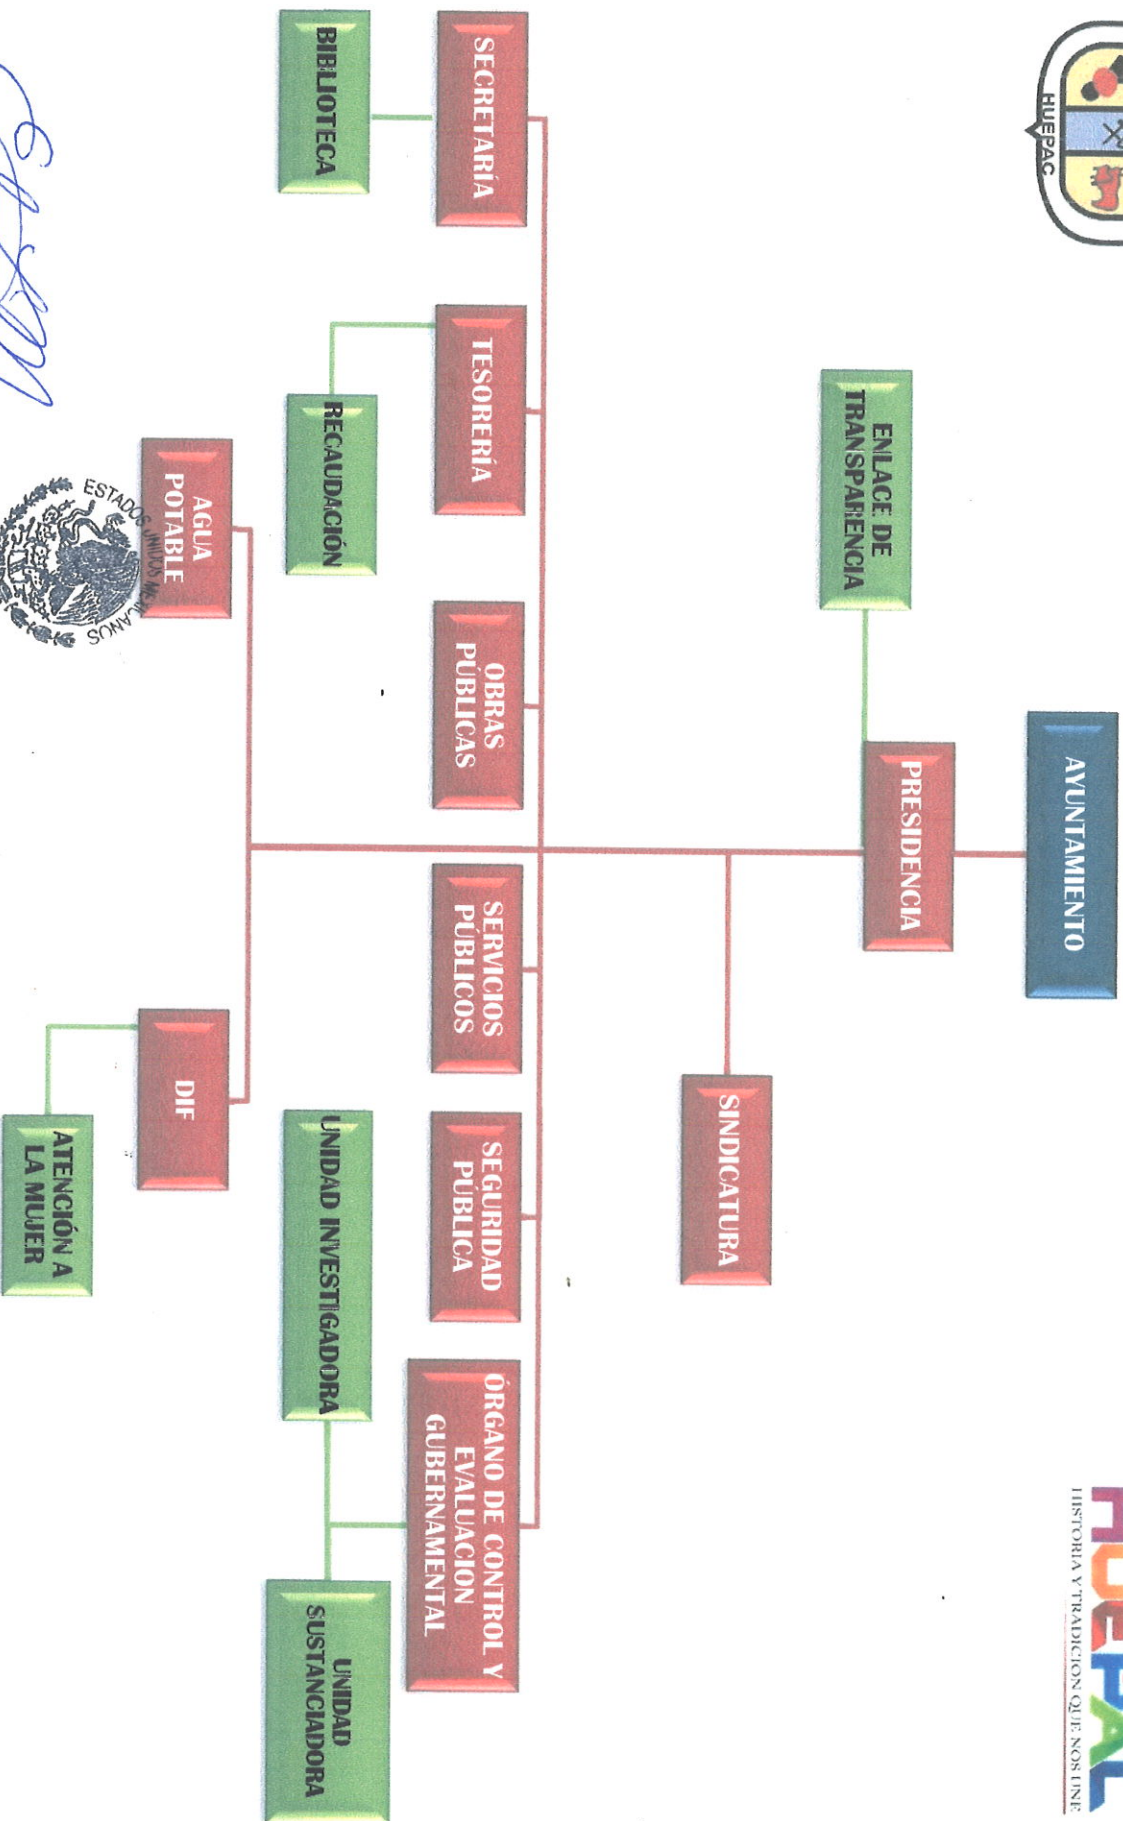 HUEPAC
HUEPAC
HISTORIA Y TRADICION QUE NOS UNE
AYUNTAMIENTO
PRESIDENCIA
ENLACE DE
TRANSPARENCIA
SINDICATURA
SECRETARÍA
TESORERÍA
OBRAS
PÚBLICAS
SERVICIOS
PÚBLICOS
SEGURIDAD
PÚBLICA
ÓRGANO DE CONTROL Y
EVALUACION
GUBERNAMENTAL
BIBLIOTECA
RECAUDACIÓN
UNIDAD INVESTIGADORA
UNIDAD
SUSTANCIADORA
AGUA
POTABLE
DIF
ATENCIÓN A
LA MUJER
ESTADOS UNIDOS MEXICANOS